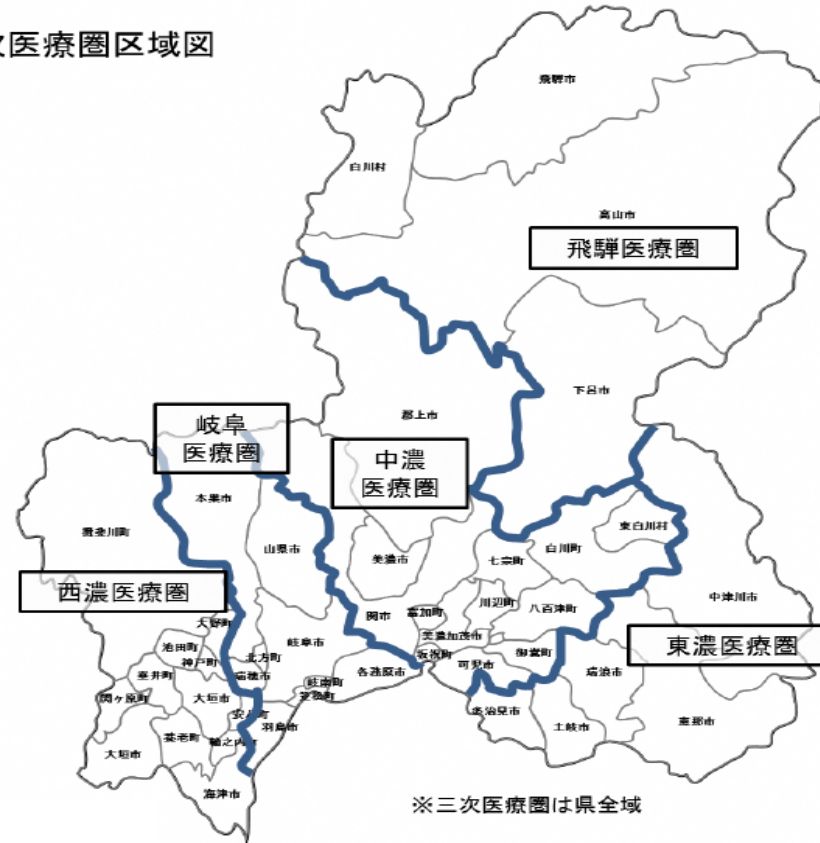 次医療圏区域図
飛騨市
白川村
高山市
飛騨医療圏
下呂市
郡上市
岐阜
医療圏
中濃
医療圏
本巣市
揖斐川町
山県市
美濃市
七宗町
白川町
東白川村
西濃医療圏
中津川市
関市
富加町
川辺町
八百津町
大野町
美濃加茂市
池田町
神戸町
北方町
岐阜市
坂祝町
可児市
御嵩町
東濃医療圏
垂井町
瑞穂市
各務原市
瑞浪市
関ヶ原町
大垣市
岐南町
笠松町
安八町
羽島市
多治見市
土岐市
恵那市
養老町
輪之内町
大垣市
海津市
※三次医療圏は県全域